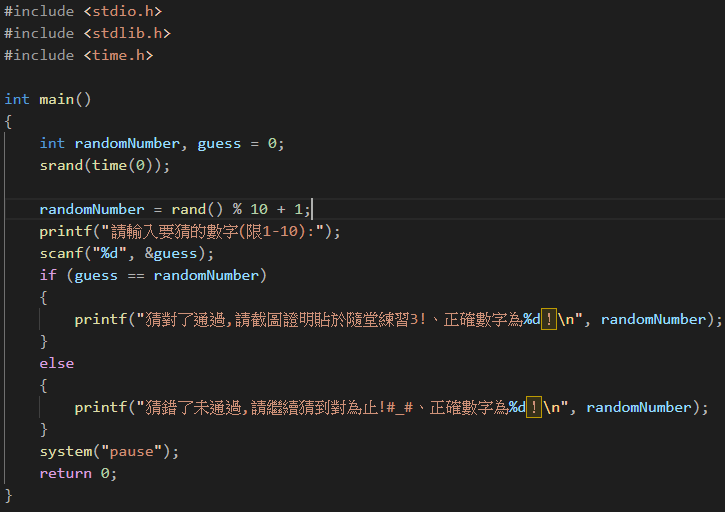 #include <stdio.h>
#include <stdlib.h>
#include <time.h>
int main()
{
    int randomNumber, guess = 0;
    srand(time(0));
    randomNumber = rand() % 10 + 1;
    printf("請輸入要猜的數字(限1-10):");
    scanf("%d", &guess);
    if (guess == randomNumber)
    {
        printf("猜對了通過,請截圖證明貼於隨堂練習3!、正確數字為%d！\n", randomNumber);
    }
    else
    {
        printf("猜錯了未通過,請繼續猜到對為止!#_#、正確數字為%d！\n", randomNumber);
    }
    system("pause");
    return 0;
}